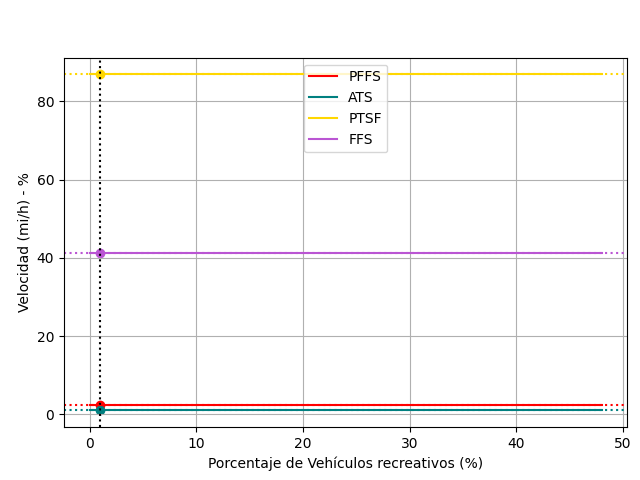 PFFS
ATS
PTSF
FFS
Velocidad (mi/h) - %
80
60
40
20
0
0 10 20 30 40 50
Porcentaje de Vehículos recreativos (%)